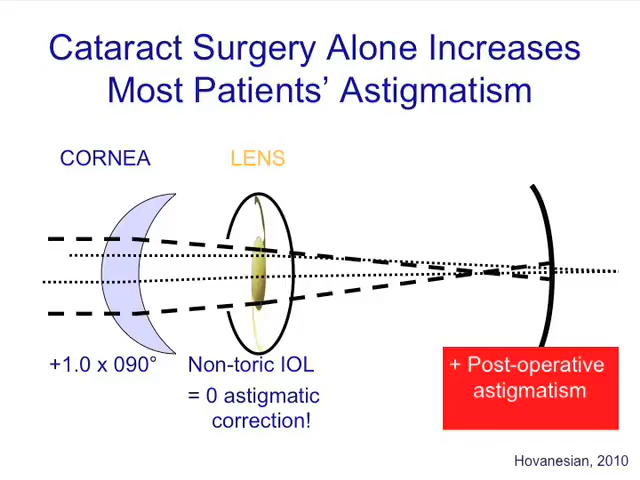 Cataract Surgery Alone Increases
Most Patients’ Astigmatism
CORNEA
LENS
+1.0 x 090°
Non-toric IOL
= 0 astigmatic
correction!
+ Post-operative
astigmatism
Hovanesian, 2010